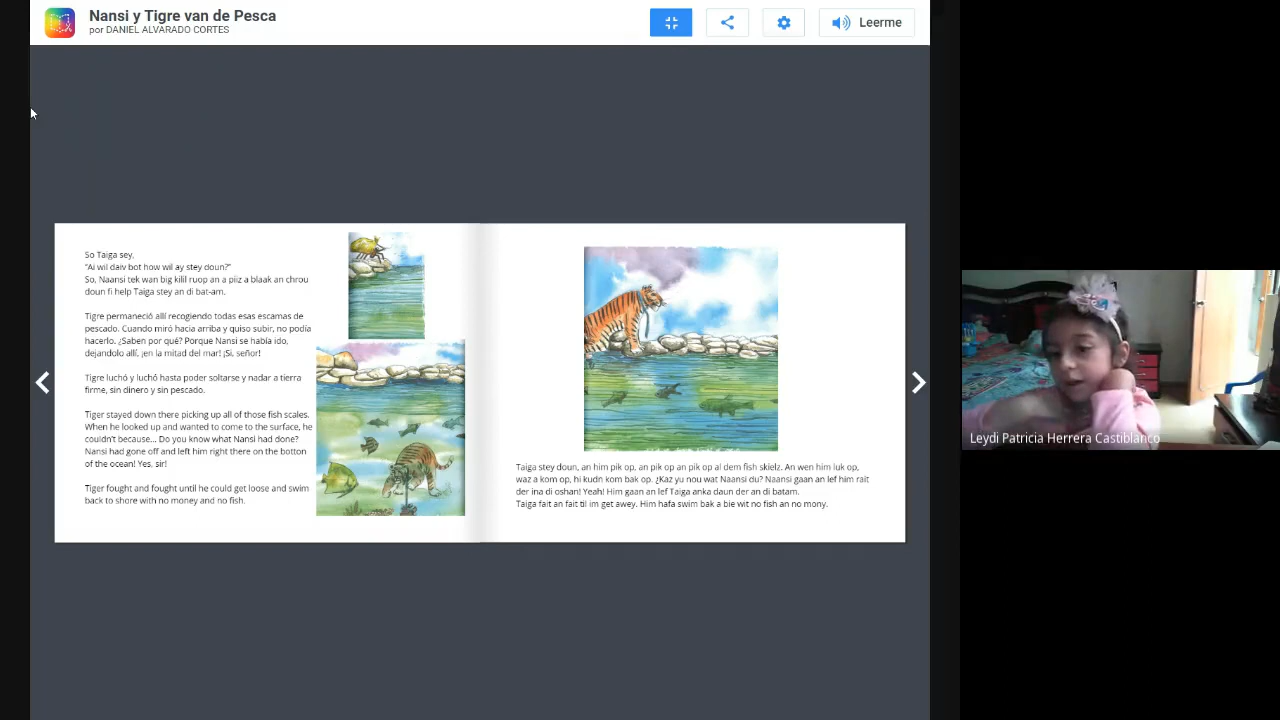 Nansi y Tigre van de Pesca
por DANIEL ALVARADO CORTES
Leerme
So Taiga sey,
"Ai wil daiv bot how wil ay stey doun?"
So, Naansi tek wan big kilil ruop an a piiz a blaak an chrou
doun fi help Taiga stey an di bat-am.
Tigre permaneció allí recogiendo todas esas escamas de
pescado. Cuando miró hacia arriba y quiso subir, no podía
hacerlo. ¿Saben por qué? Porque Nansi se había ido,
dejandolo allí, ¡en la mitad del mar! ¡Sí, señor!
Tigre luchó y luchó hasta poder soltarse y nadar a tierra
firme, sin dinero y sin pescado.
Tiger stayed down there picking up all of those fish scales.
When he looked up and wanted to come to the surface, he
couldn't because... Do you know what Nansi had done?
Nansi had gone off and left him right there on the botton
of the ocean! Yes, sir!
Tiger fought and fought until he could get loose and swim
back to shore with no money and no fish.
Taiga stey doun, an him pik op, an pik op an pik op al dem fish skielz. An wen him luk op,
waz a kom op, hi kudn kom bak op. ¿Kaz yu nou wat Naansi du? Naansi gaan an lef him rait
der ina di oshan! Yeah! Him gaan an lef Taiga anka daun der an di batam.
Taiga fait an fait til im get awey. Him hafa swim bak a bie wit no fish an no mony.
Leydi Patricia Herrera Castiblanco